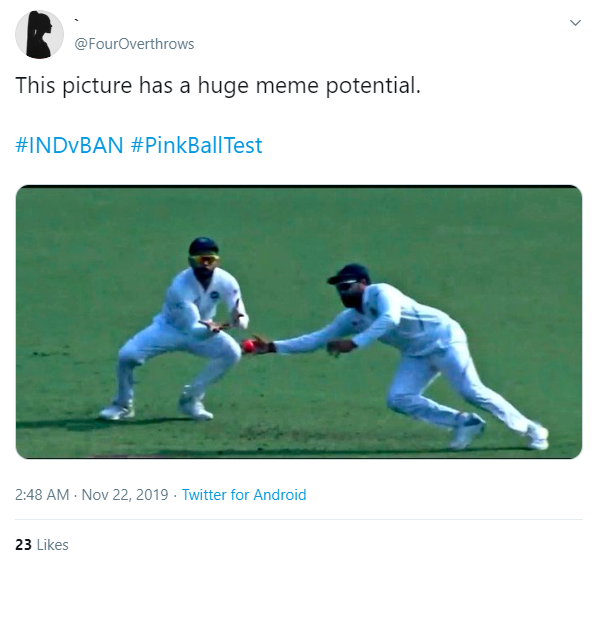 `
@FourOverthrows
This picture has a huge meme potential.
#INDvBAN #PinkBallTest
2:48 AM · Nov 22, 2019 · Twitter for Android
23 Likes